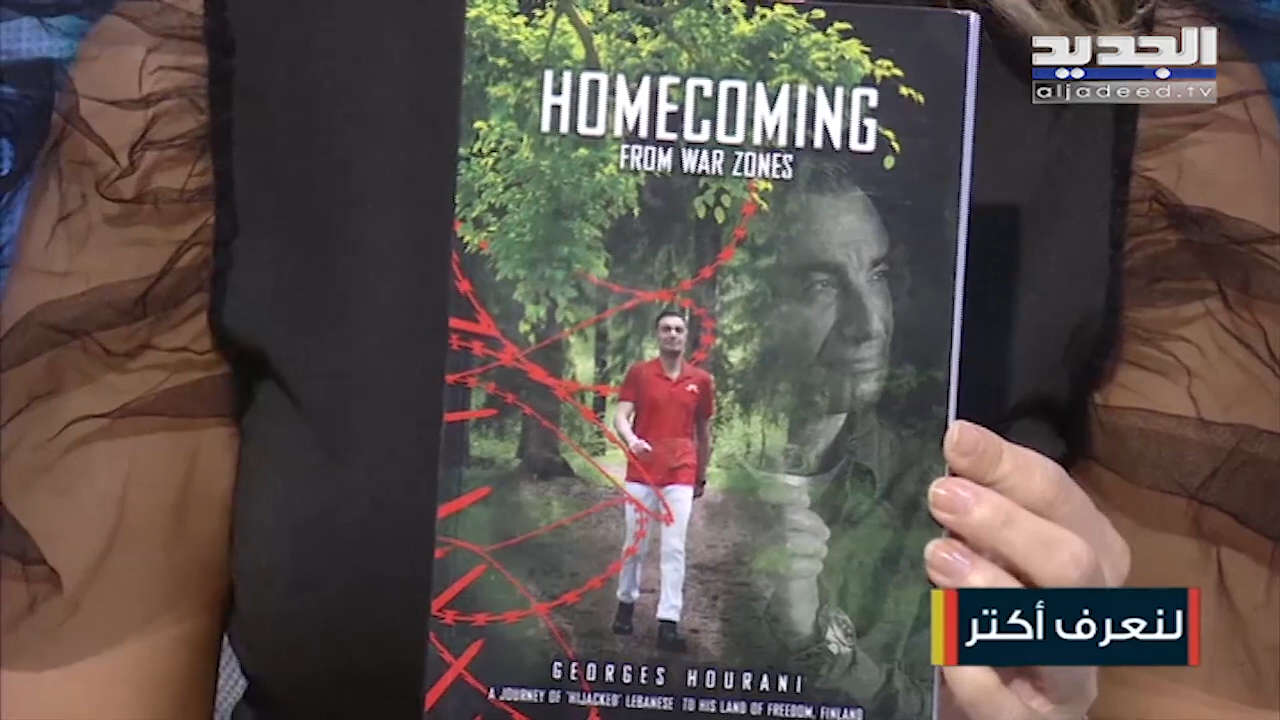 HOMECOMING
FROM WAR ZONES
GEORGES HOURANI
A JOURNEY OF 'HIJACKED' LEBANESE TO HIS LAND OF FREEDOM, FINLAND
الجديد
aljadeed.tv
لنعرف أكتر